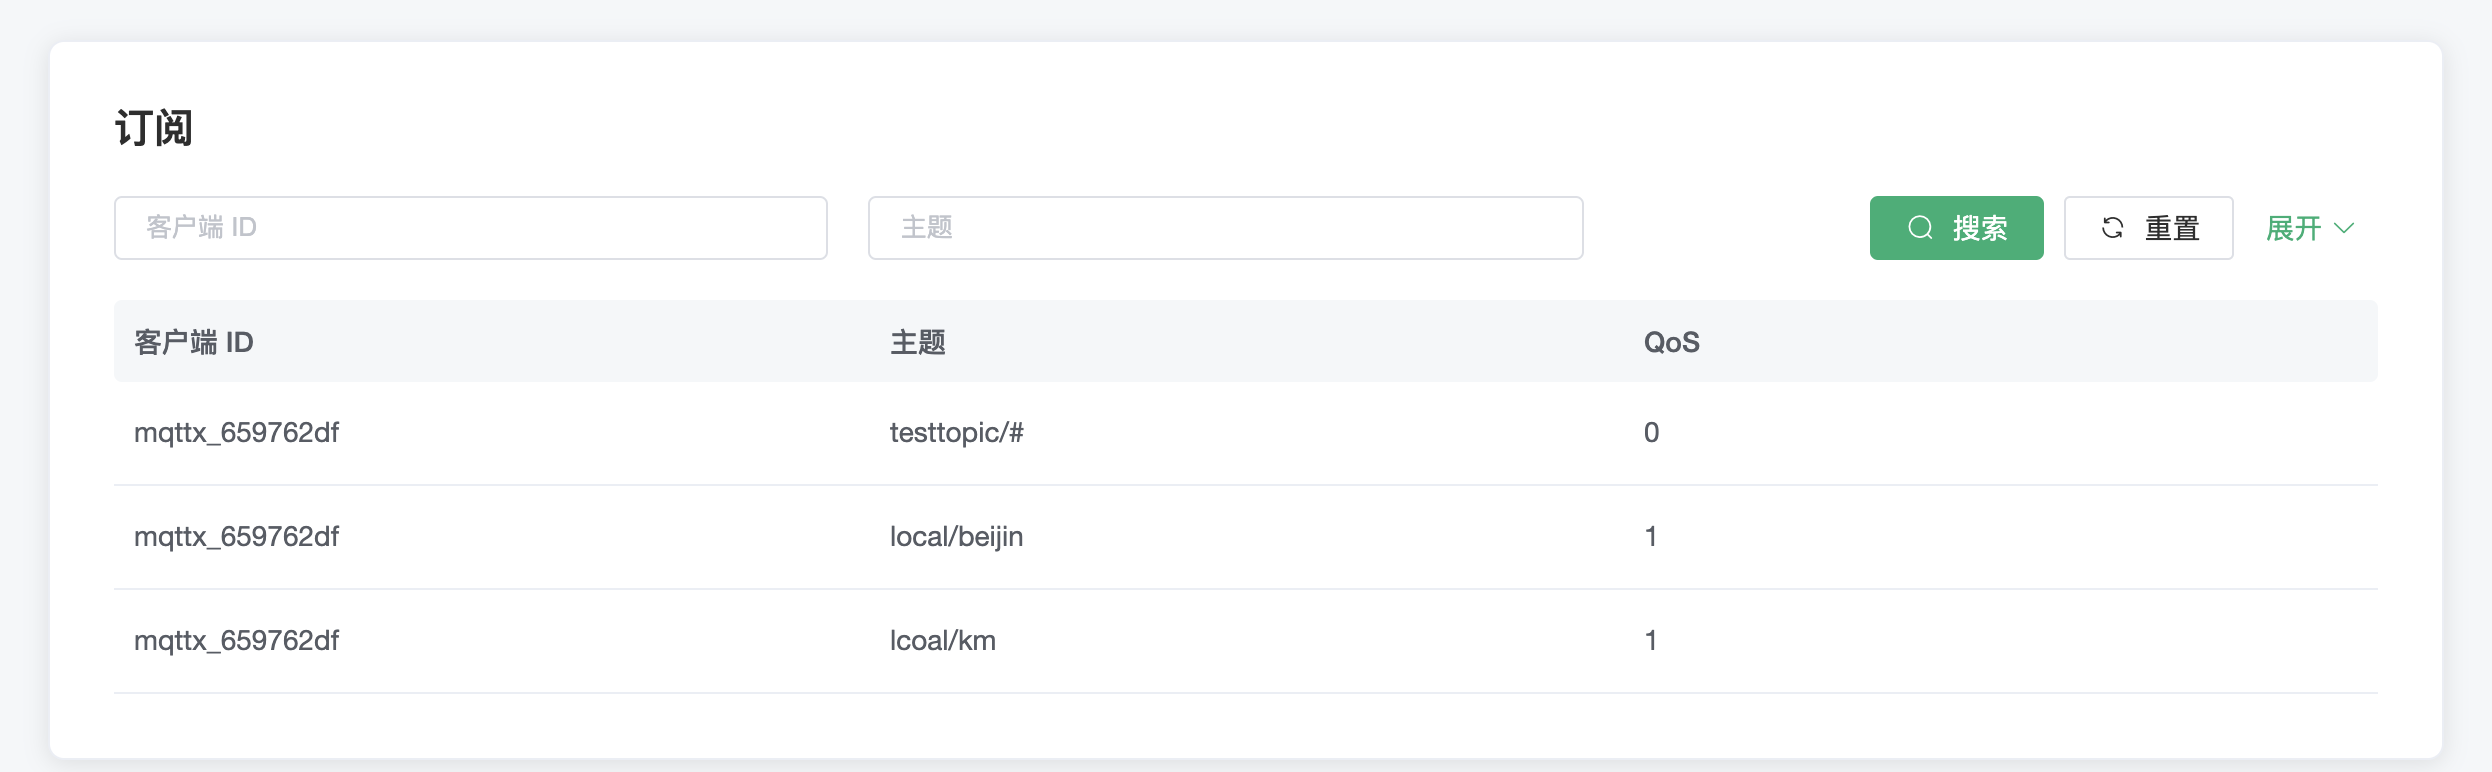 订阅
客户端 ID 主题 搜索 重置 展开
客户端 ID 主题 QoS
mqttx_659762df testtopic/# 0
mqttx_659762df local/beijin 1
mqttx_659762df lcoal/km 1